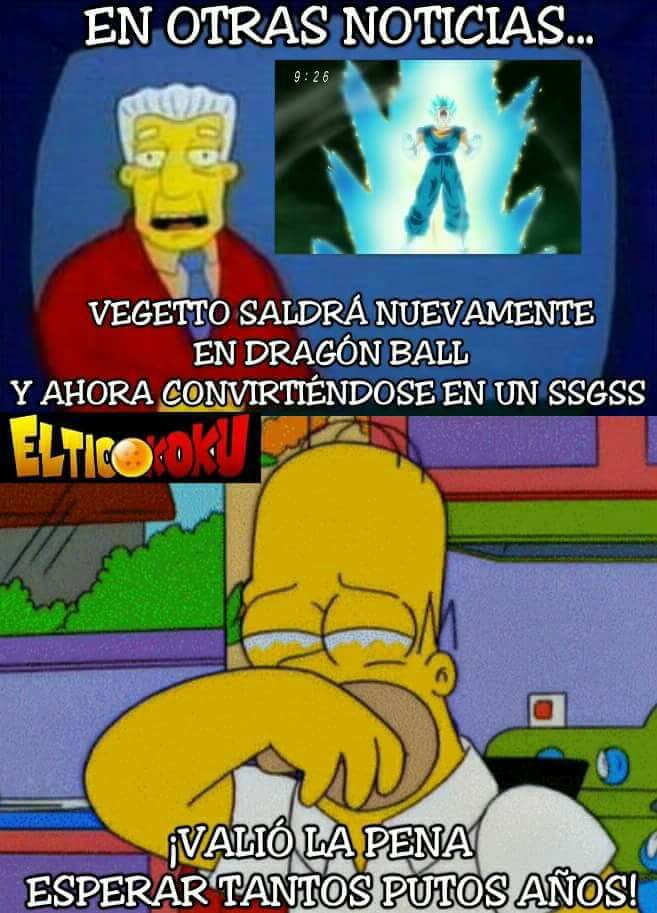 EN OTRAS NOTICIAS...
9:26
VEGETTO SALDRÁ NUEVAMENTE
EN DRAGÓN BALL
Y AHORA CONVIRTIÉNDOSE EN UN SSGSS
ELTICOKOKU
¡VALIÓ LA PENA
ESPERAR TANTOS PUTOS AÑOS!